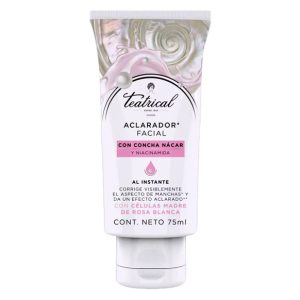 Teatrical
ACLARADOR*
FACIAL
CON CONCHA NÁCAR
Y NIACINAMIDA
AL INSTANTE
CORRIGE VISIBLEMENTE
EL ASPECTO DE MANCHAS* Y
DA UN EFECTO ACLARADO**
CON CÉLULAS MADRE
DE ROSA BLANCA
CONT. NETO 75ml